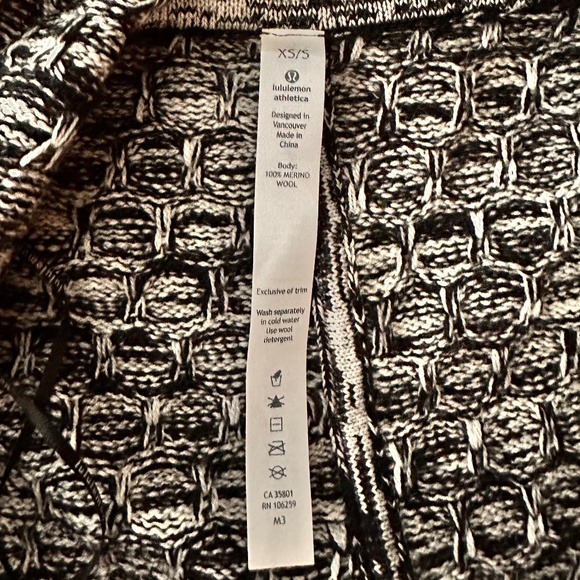 XS/S
lululemon
athletica
Designed in
Vancouver
Made in
China
Body:
100% MERINO
WOOL
Exclusive of trim
Wash separately
in cold water
Use wool
detergent
CA 35801
RN 106259
M3